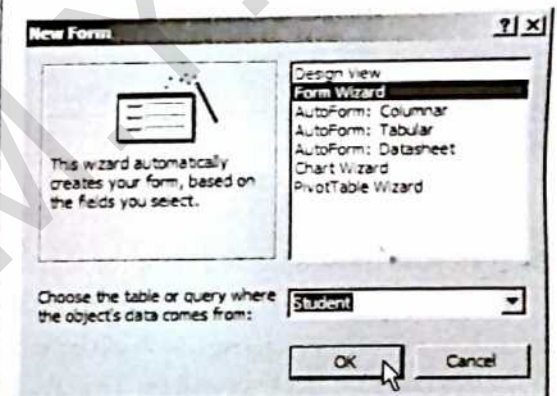 New Form
? X
This wizard automatically
creates your form, based on
the fields you select.
Design View
Form Wizard
AutoForm: Columnar
AutoForm: Tabular
AutoForm: Datasheet
Chart Wizard
PivotTable Wizard
Choose the table or query where
the object's data comes from:
Student
OK
Cancel